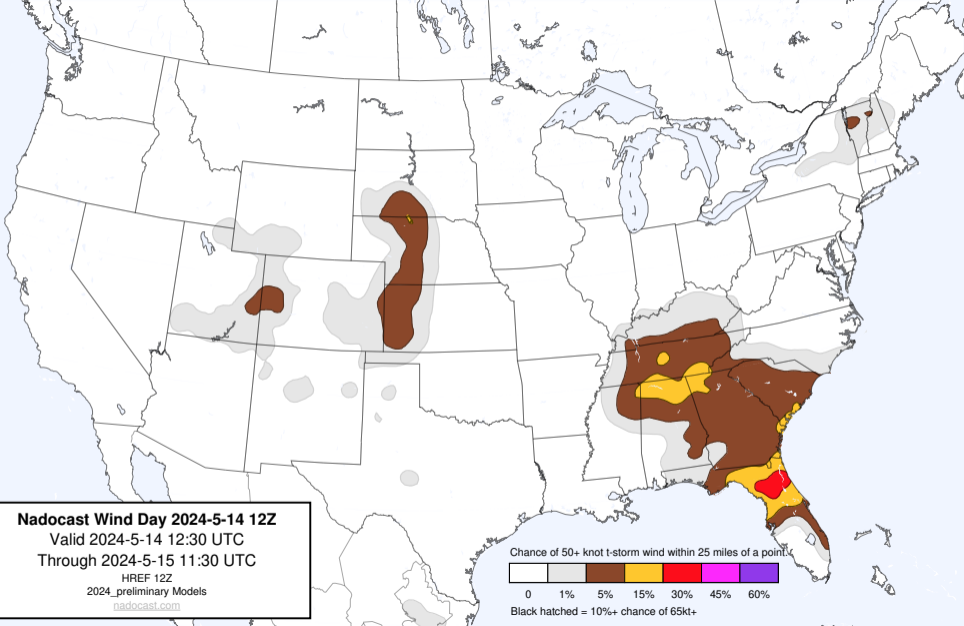 Nadocast Wind Day 2024-5-14 12Z
Valid 2024-5-14 12:30 UTC
Through 2024-5-15 11:30 UTC
HREF 12Z
2024_preliminary Models
nadocast.com
Chance of 50+ knot t-storm wind within 25 miles of a point.
0 1% 5% 15% 30% 45% 60%
Black hatched = 10%+ chance of 65kt+